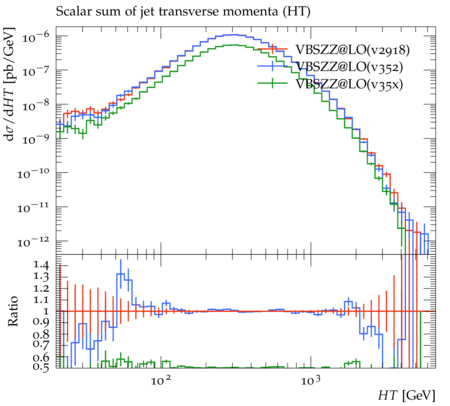 Scalar sum of jet transverse momenta (HT)
dσ/dHT [pb/GeV]
10⁻⁶
10⁻⁷
10⁻⁸
10⁻⁹
10⁻¹⁰
10⁻¹¹
10⁻¹²
VBSZZ@LO(v2918)
VBSZZ@LO(v352)
VBSZZ@LO(v35x)
Ratio
1.4
1.3
1.2
1.1
1
0.9
0.8
0.7
0.6
0.5
10² 10³
HT [GeV]